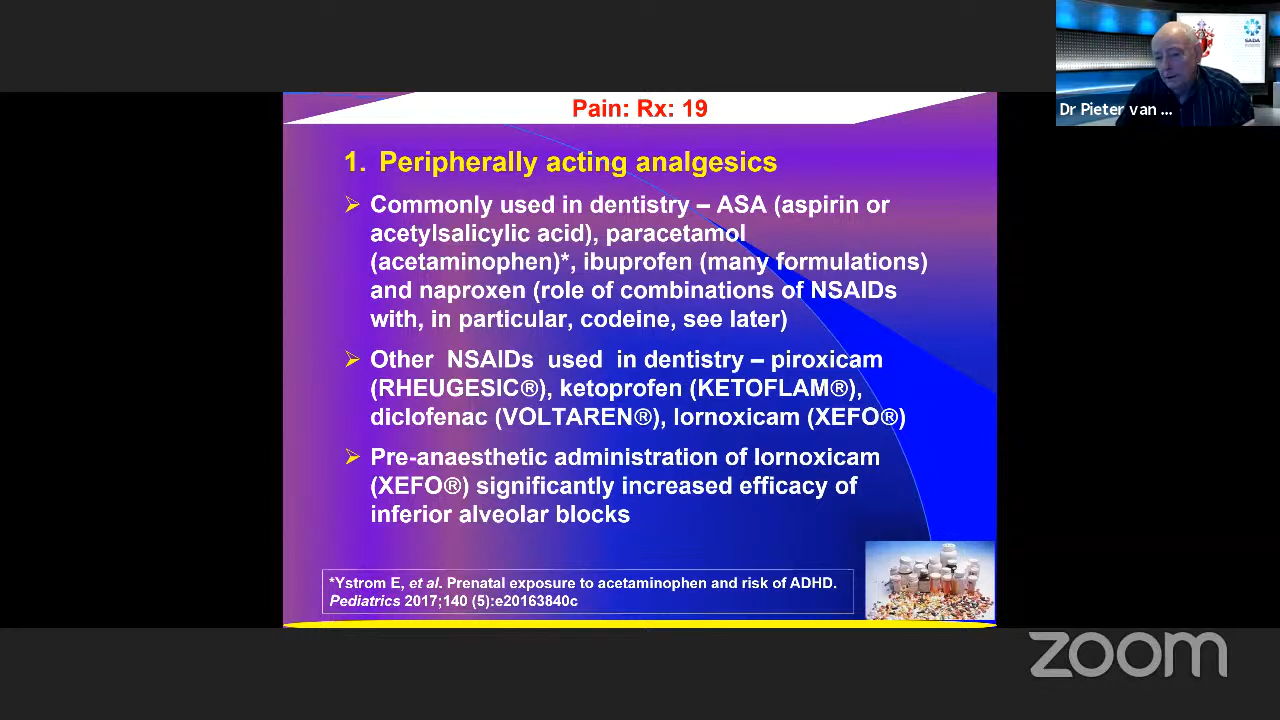 SADA
Dr Pieter van ...
Pain: Rx: 19
1. Peripherally acting analgesics
➢ Commonly used in dentistry – ASA (aspirin or
acetylsalicylic acid), paracetamol
(acetaminophen)*, ibuprofen (many formulations)
and naproxen (role of combinations of NSAIDs
with, in particular, codeine, see later)
➢ Other NSAIDs used in dentistry – piroxicam
(RHEUGESIC®), ketoprofen (KETOFLAM®),
diclofenac (VOLTAREN®), lornoxicam (XEFO®)
➢ Pre-anaesthetic administration of lornoxicam
(XEFO®) significantly increased efficacy of
inferior alveolar blocks
*Ystrom E, et al. Prenatal exposure to acetaminophen and risk of ADHD.
Pediatrics 2017;140 (5):e20163840c
zoom